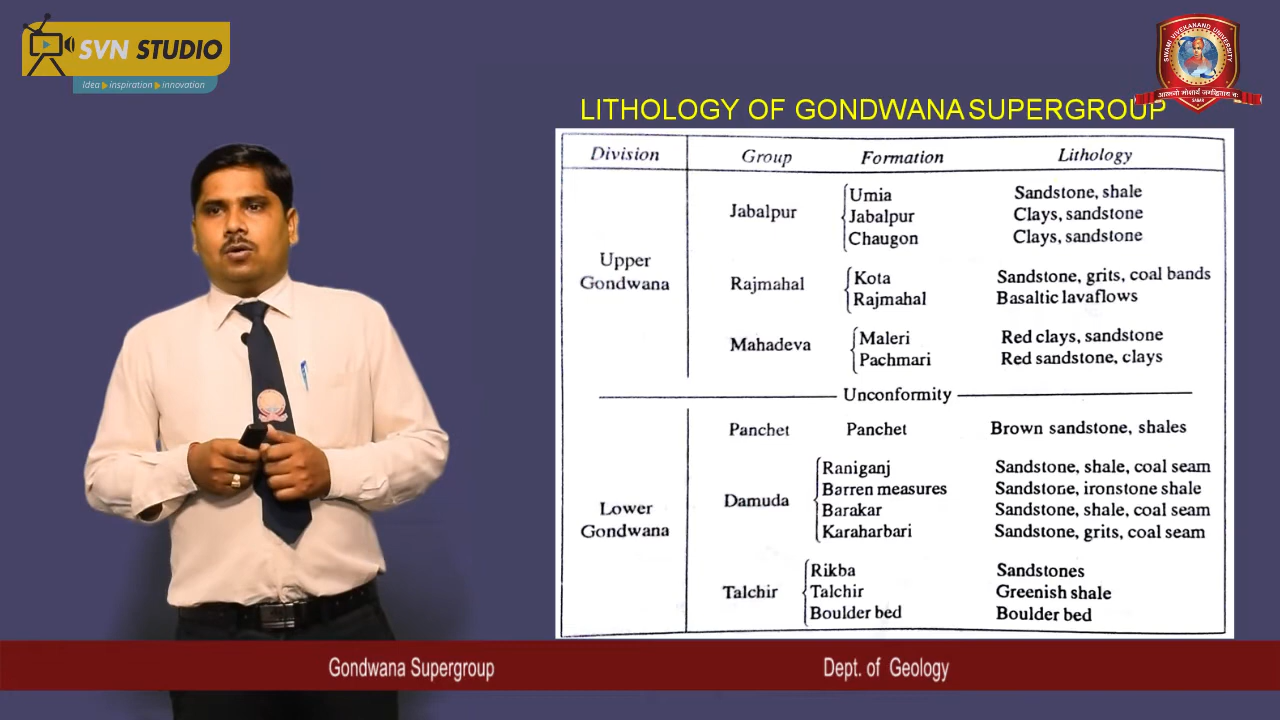 SVN STUDIO
Idea inspiration innovation
SWAMI VIVEKANAND UNIVERSITY
SAGAR
LITHOLOGY OF GONDWANA SUPERGROUP
Division Group Formation Lithology
Upper Gondwana
Jabalpur
Umia Sandstone, shale
Jabalpur Clays, sandstone
Chaugon Clays, sandstone
Rajmahal
Kota Sandstone, grits, coal bands
Rajmahal Basaltic lavaflows
Mahadeva
Maleri Red clays, sandstone
Pachmari Red sandstone, clays
Unconformity
Lower Gondwana
Panchet Panchet Brown sandstone, shales
Damuda
Raniganj Sandstone, shale, coal seam
Barren measures Sandstone, ironstone shale
Barakar Sandstone, shale, coal seam
Karaharbari Sandstone, grits, coal seam
Talchir
Rikba Sandstones
Talchir Greenish shale
Boulder bed Boulder bed
Gondwana Supergroup Dept. of Geology